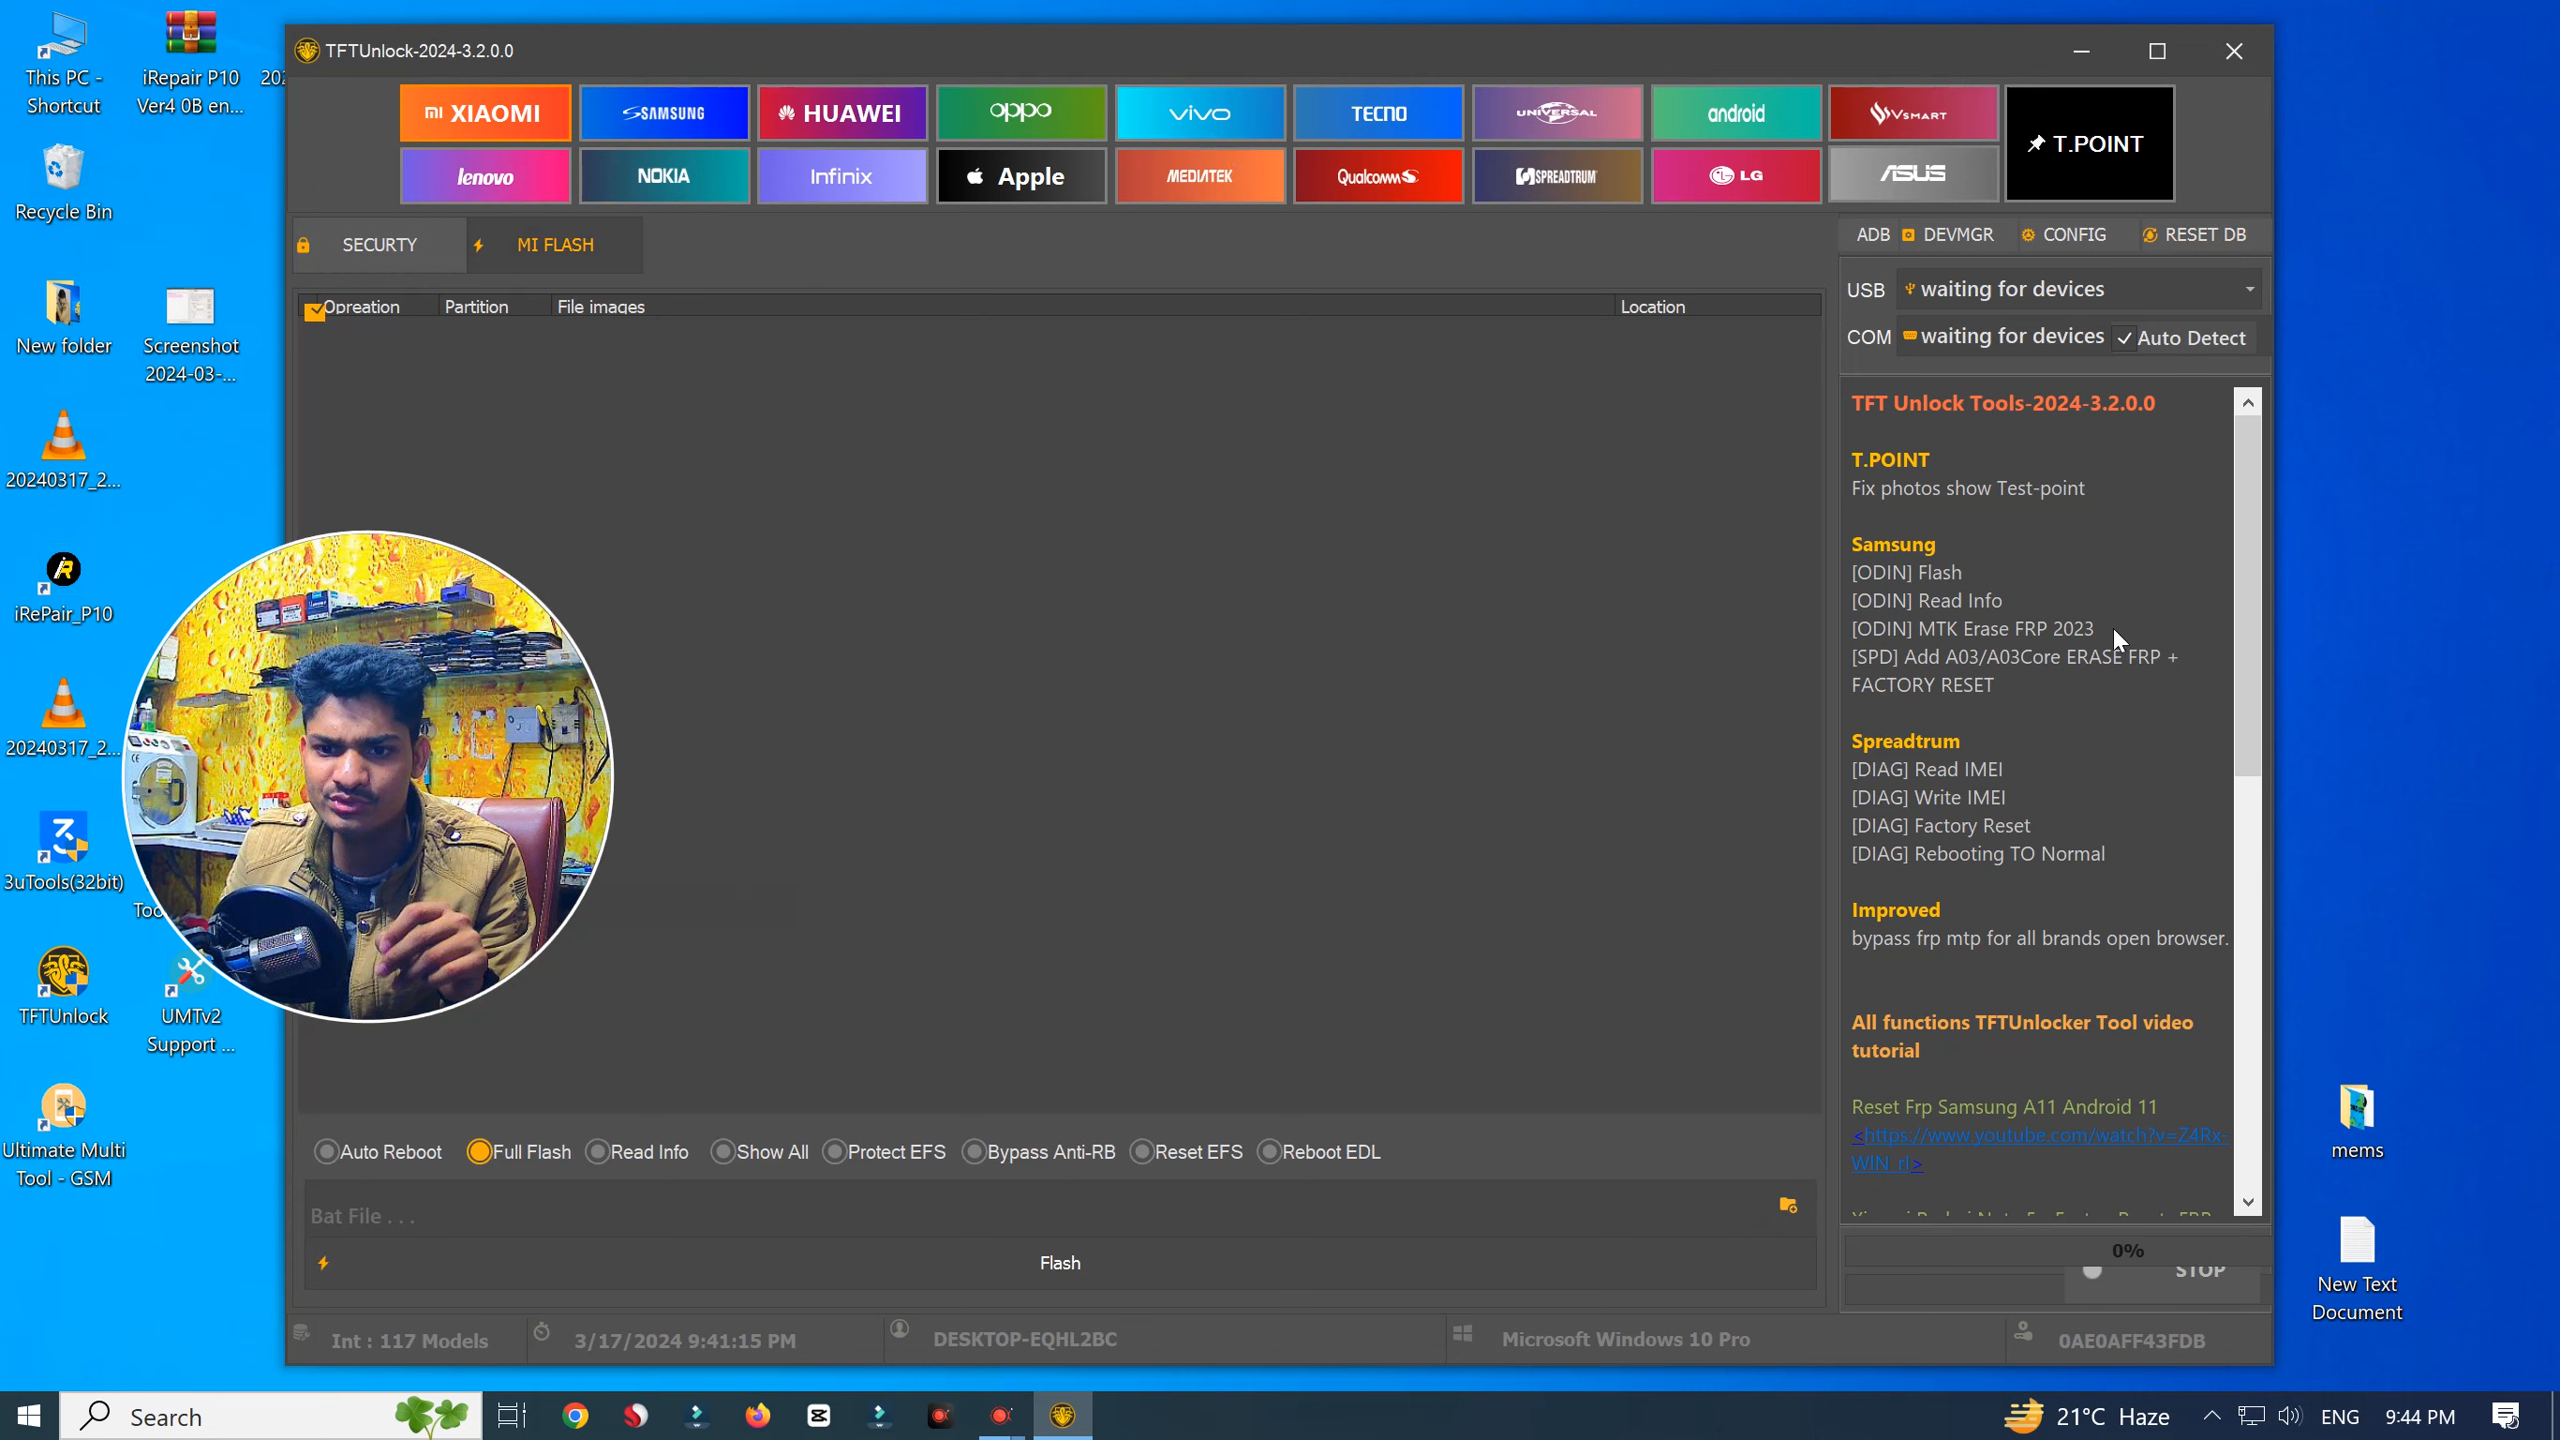 This PC -
Shortcut
iRepair P10
Ver4 0B en...
202
Recycle Bin
New folder
Screenshot
2024-03-...
20240317_2...
iRePair_P10
20240317_2...
3uTools(32bit)
Too
TFTUnlock
UMTv2
Support ...
Ultimate Multi
Tool - GSM
TFTUnlock-2024-3.2.0.0
mi XIAOMI
SAMSUNG
HUAWEI
oppo
vivo
TECNO
UNIVERSAL
android
VSMART
T.POINT
lenovo
NOKIA
Infinix
Apple
MEDIATEK
Qualcomm
SPREADTRUM
LG
ASUS
SECURTY
MI FLASH
ADB
DEVMGR
CONFIG
RESET DB
Opreation
Partition
File images
Location
USB
waiting for devices
COM
waiting for devices
Auto Detect
TFT Unlock Tools-2024-3.2.0.0
T.POINT
Fix photos show Test-point
Samsung
[ODIN] Flash
[ODIN] Read Info
[ODIN] MTK Erase FRP 2023
[SPD] Add A03/A03Core ERASE FRP +
FACTORY RESET
Spreadtrum
[DIAG] Read IMEI
[DIAG] Write IMEI
[DIAG] Factory Reset
[DIAG] Rebooting TO Normal
Improved
bypass frp mtp for all brands open browser.
All functions TFTUnlocker Tool video
tutorial
Reset Frp Samsung A11 Android 11
<https://www.youtube.com/watch?v=Z4Rx-
WIN_rI>
Auto Reboot
Full Flash
Read Info
Show All
Protect EFS
Bypass Anti-RB
Reset EFS
Reboot EDL
Bat File . . .
Flash
0%
STOP
Int : 117 Models
3/17/2024 9:41:15 PM
DESKTOP-EQHL2BC
Microsoft Windows 10 Pro
0AE0AFF43FDB
mems
New Text
Document
Search
21°C Haze
ENG
9:44 PM